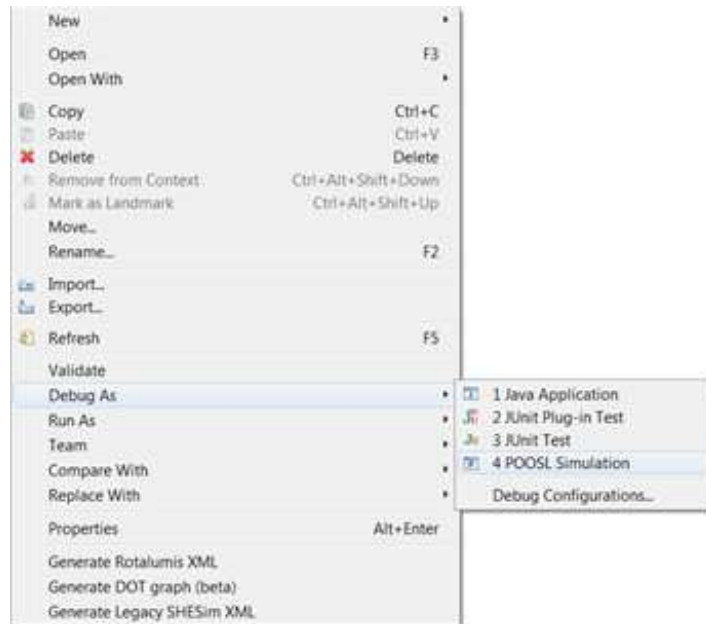 New
Open F3
Open With
Copy Ctrl+C
Paste Ctrl+V
Delete Delete
Remove from Context Ctrl+Alt+Shift+Down
Mark as Landmark Ctrl+Alt+Shift+Up
Move...
Rename... F2
Import...
Export...
Refresh F5
Validate
Debug As
1 Java Application
Run As
2 JUnit Plug-in Test
Team
3 JUnit Test
Compare With
4 POOSL Simulation
Replace With
Debug Configurations...
Properties Alt+Enter
Generate Rotalumis XML
Generate DOT graph (beta)
Generate Legacy SHESim XML